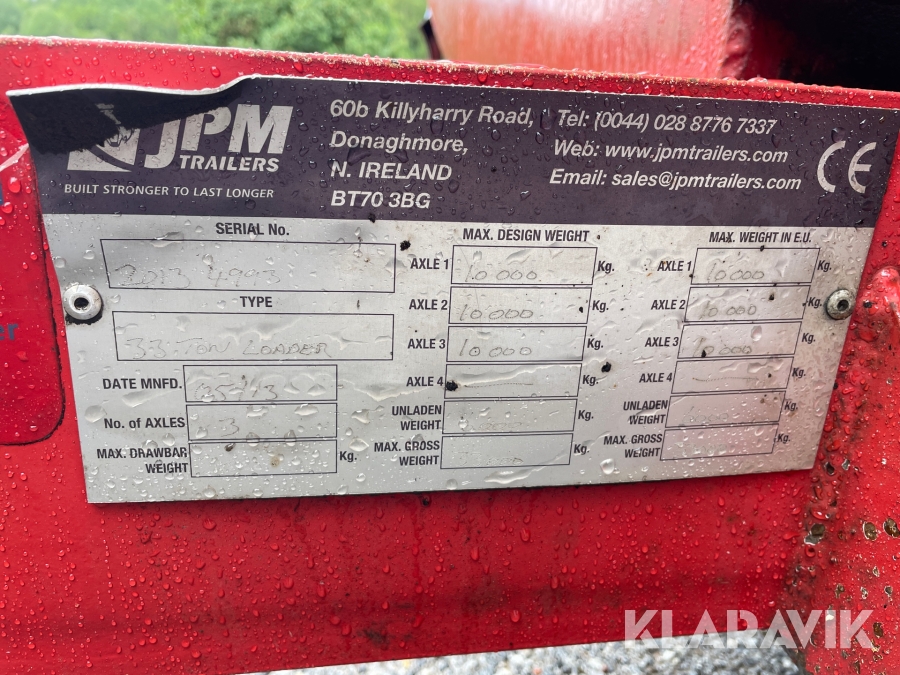 JPM
TRAILERS
BUILT STRONGER TO LAST LONGER
60b Killyharry Road,
Donaghmore,
N. IRELAND
BT70 3BG
Tel: (0044) 028 8776 7337
Web: www.jpmtrailers.com
Email: sales@jpmtrailers.com
CE
SERIAL No.
2013 4993
TYPE
33 TON LOADER
DATE MNFD.
No. of AXLES 3
MAX. DRAWBAR
WEIGHT Kg.
MAX. DESIGN WEIGHT
AXLE 1 10 000 Kg.
AXLE 2 10 000 Kg.
AXLE 3 10 000 Kg.
AXLE 4 Kg.
UNLADEN
WEIGHT Kg.
MAX. GROSS
WEIGHT Kg.
MAX. WEIGHT IN E.U.
AXLE 1 10 000 Kg.
AXLE 2 10 000 Kg.
AXLE 3 10 000 Kg.
AXLE 4 Kg.
UNLADEN
WEIGHT Kg.
MAX. GROSS
WEIGHT Kg.
er
KLARAVIK